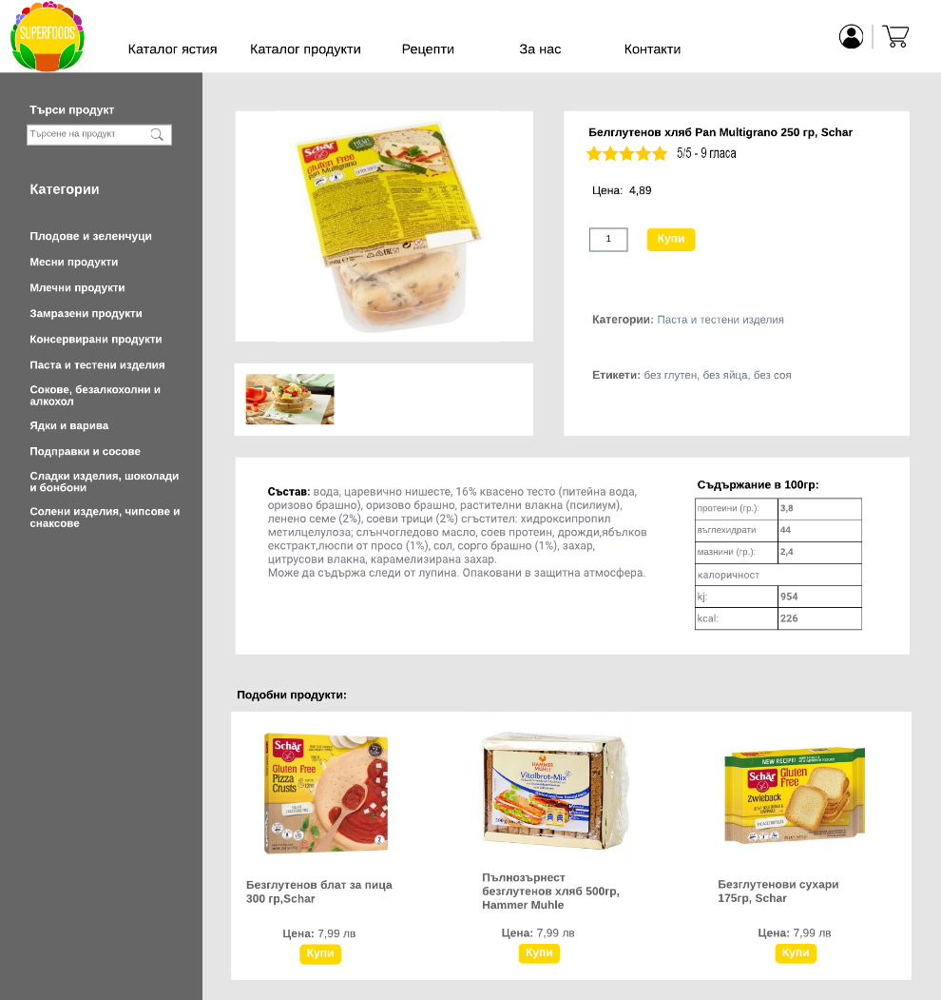 SUPERFOODS
Каталог ястия
Каталог продукти
Рецепти
За нас
Контакти
Търси продукт
Търсене на продукт
Категории
Плодове и зеленчуци
Месни продукти
Млечни продукти
Замразени продукти
Консервирани продукти
Паста и тестени изделия
Сокове, безалкохолни и
алкохол
Ядки и варива
Подправки и сосове
Сладки изделия, шоколади
и бонбони
Солени изделия, чипсове и
снаксове
Schär
Gluten Free
Pan Multigrano
Белглутенов хляб Pan Multigrano 250 гр, Schar
5/5 - 9 гласа
Цена: 4,89
1
Купи
Категории: Паста и тестени изделия
Етикети: без глутен, без яйца, без соя
Състав: вода, царевично нишесте, 16% квасено тесто (питейна вода,
оризово брашно), оризово брашно, растителни влакна (псилиум),
ленено семе (2%), соеви трици (2%) сгъстител: хидроксипропил
метилцелулоза; слънчогледово масло, соев протеин, дрожди,ябълков
екстракт,люспи от просо (1%), сол, сорго брашно (1%), захар,
цитрусови влакна, карамелизирана захар.
Може да съдържа следи от лупина. Опаковани в защитна атмосфера.
Съдържание в 100гр:
протеини (гр.): 3,8
въглехидрати 44
мазнини (гр.): 2,4
калоричност
kj: 954
kcal: 226
Подобни продукти:
Schär
Gluten Free
Pizza
Crusts
HAMMER
MÜHLE
Vitalbrot-Mix
500 g
NEW RECIPE!
Schär
Gluten
Free
Zwieback
Безглутенов блат за пица
300 гр,Schar
Цена: 7,99 лв
Купи
Пълнозърнест
безглутенов хляб 500гр,
Hammer Muhle
Цена: 7,99 лв
Купи
Безглутенови сухари
175гр, Schar
Цена: 7,99 лв
Купи